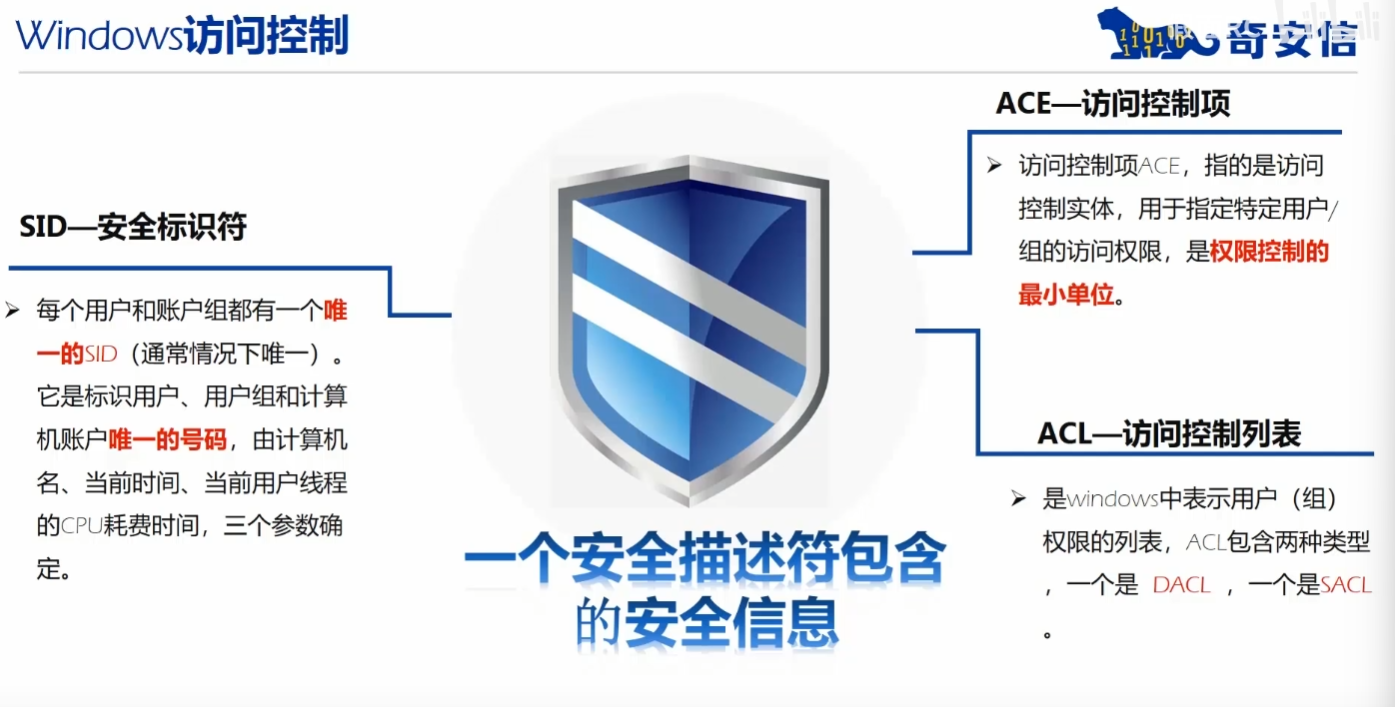 Windows访问控制
奇安信
ACE—访问控制项
➢ 访问控制项ACE，指的是访问
控制实体，用于指定特定用户/
组的访问权限，是权限控制的
最小单位。
SID—安全标识符
➢ 每个用户和账户组都有一个唯
一的SID（通常情况下唯一）。
它是标识用户、用户组和计算
机账户唯一的号码，由计算机
名、当前时间、当前用户线程
的CPU耗费时间，三个参数确
定。
ACL—访问控制列表
➢ 是windows中表示用户（组）
权限的列表，ACL包含两种类型
，一个是 DACL ，一个是SACL
。
一个安全描述符包含
的安全信息